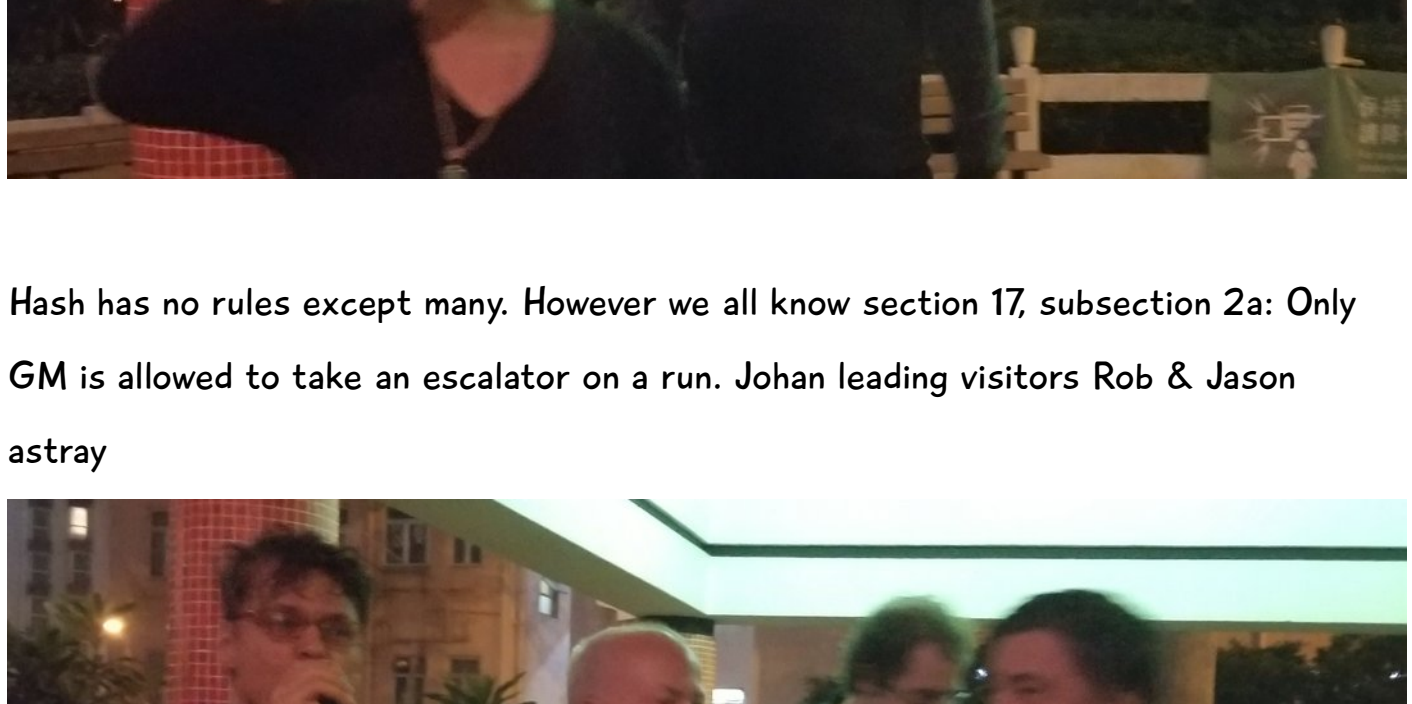 Hash has no rules except many. However we all know section 17, subsection 2a: Only
GM is allowed to take an escalator on a run. Johan leading visitors Rob & Jason
astray